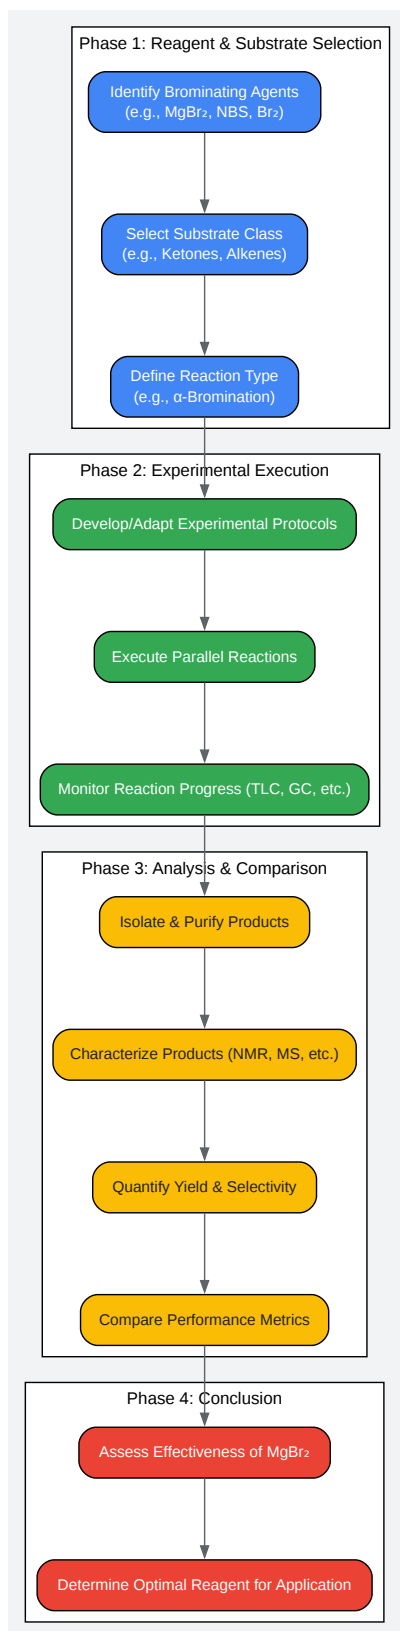 Phase 1: Reagent & Substrate Selection
Identify Brominating Agents
(e.g., MgBr₂, NBS, Br₂)
Select Substrate Class
(e.g., Ketones, Alkenes)
Define Reaction Type
(e.g., α-Bromination)
Phase 2: Experimental Execution
Develop/Adapt Experimental Protocols
Execute Parallel Reactions
Monitor Reaction Progress (TLC, GC, etc.)
Phase 3: Analysis & Comparison
Isolate & Purify Products
Characterize Products (NMR, MS, etc.)
Quantify Yield & Selectivity
Compare Performance Metrics
Phase 4: Conclusion
Assess Effectiveness of MgBr₂
Determine Optimal Reagent for Application